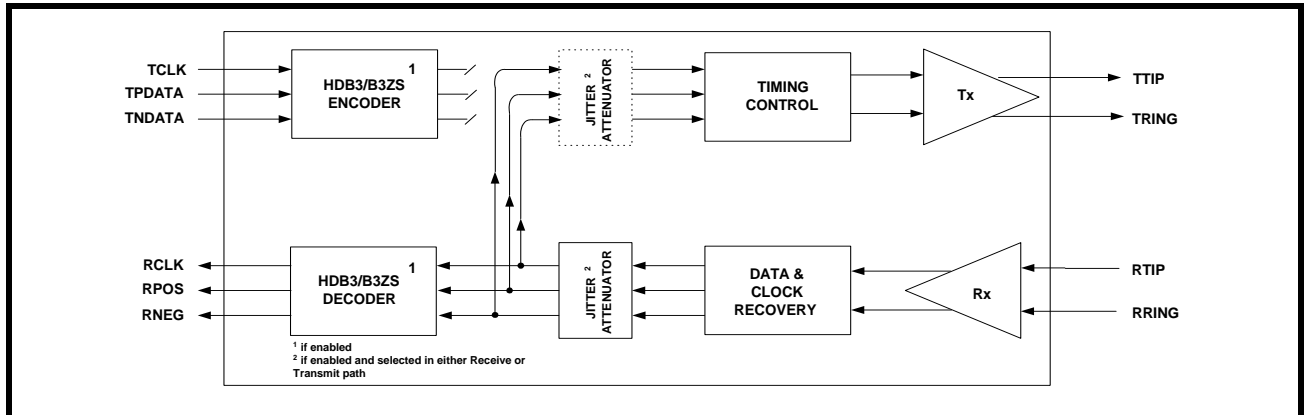 TCLK
TPDATA
TNDATA
HDB3/B3ZS 1
ENCODER
JITTER 2
ATTENUATOR
TIMING
CONTROL
Tx
TTIP
TRING
RCLK
RPOS
RNEG
HDB3/B3ZS 1
DECODER
JITTER 2
ATTENUATOR
DATA &
CLOCK
RECOVERY
Rx
RTIP
RRING
1 if enabled
2 if enabled and selected in either Receive or
Transmit path